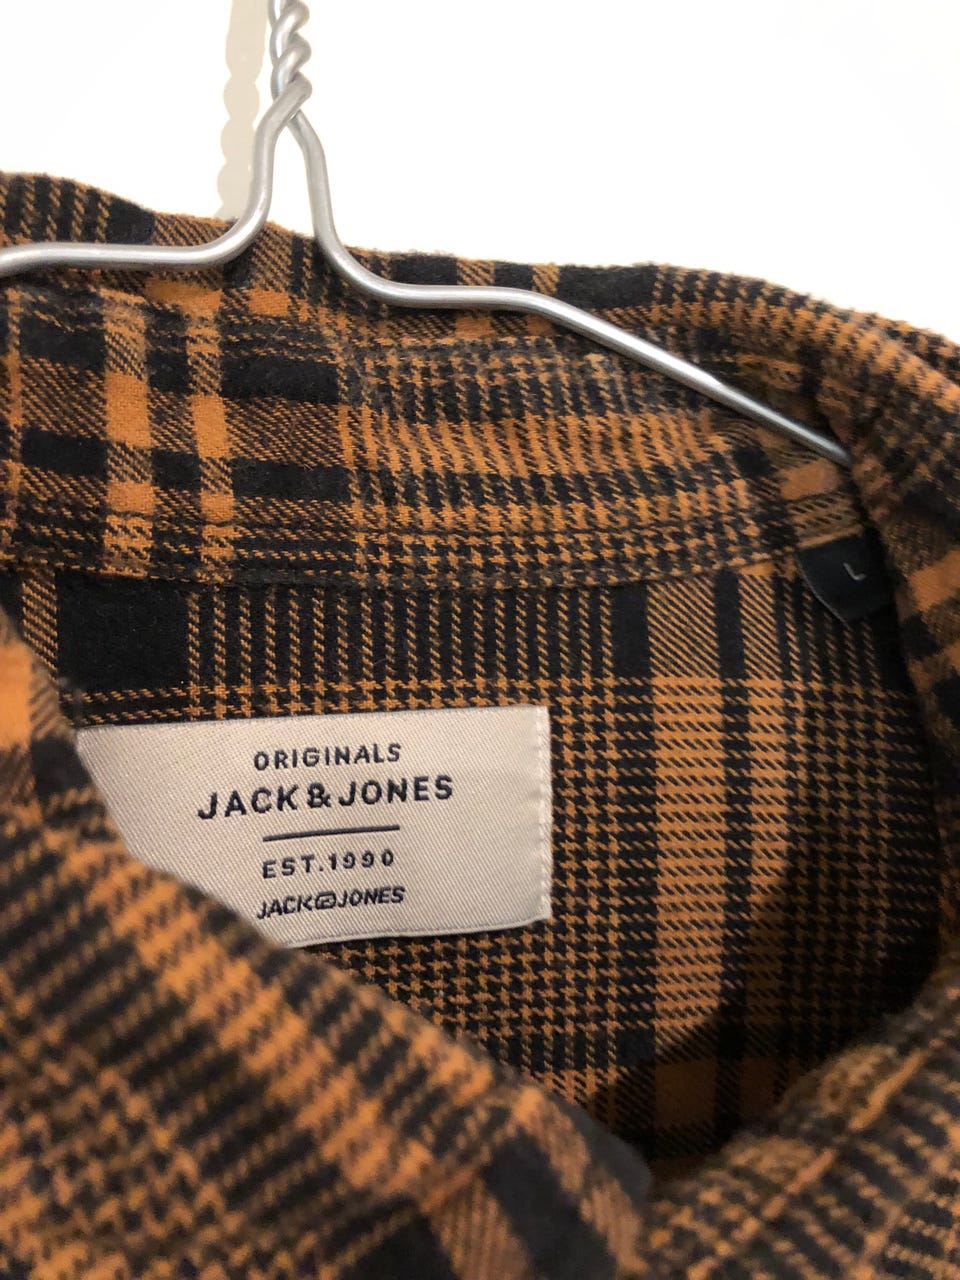 L
ORIGINALS
JACK & JONES
EST.1990
JACK JONES